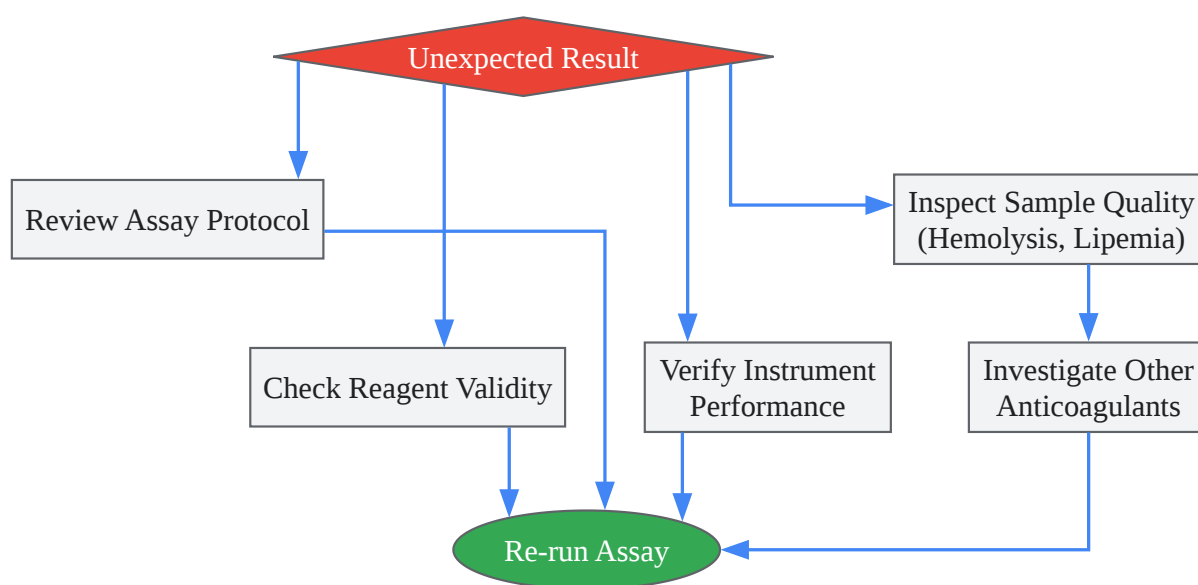 Unexpected Result
Review Assay Protocol
Inspect Sample Quality
(Hemolysis, Lipemia)
Check Reagent Validity
Verify Instrument
Performance
Investigate Other
Anticoagulants
Re-run Assay